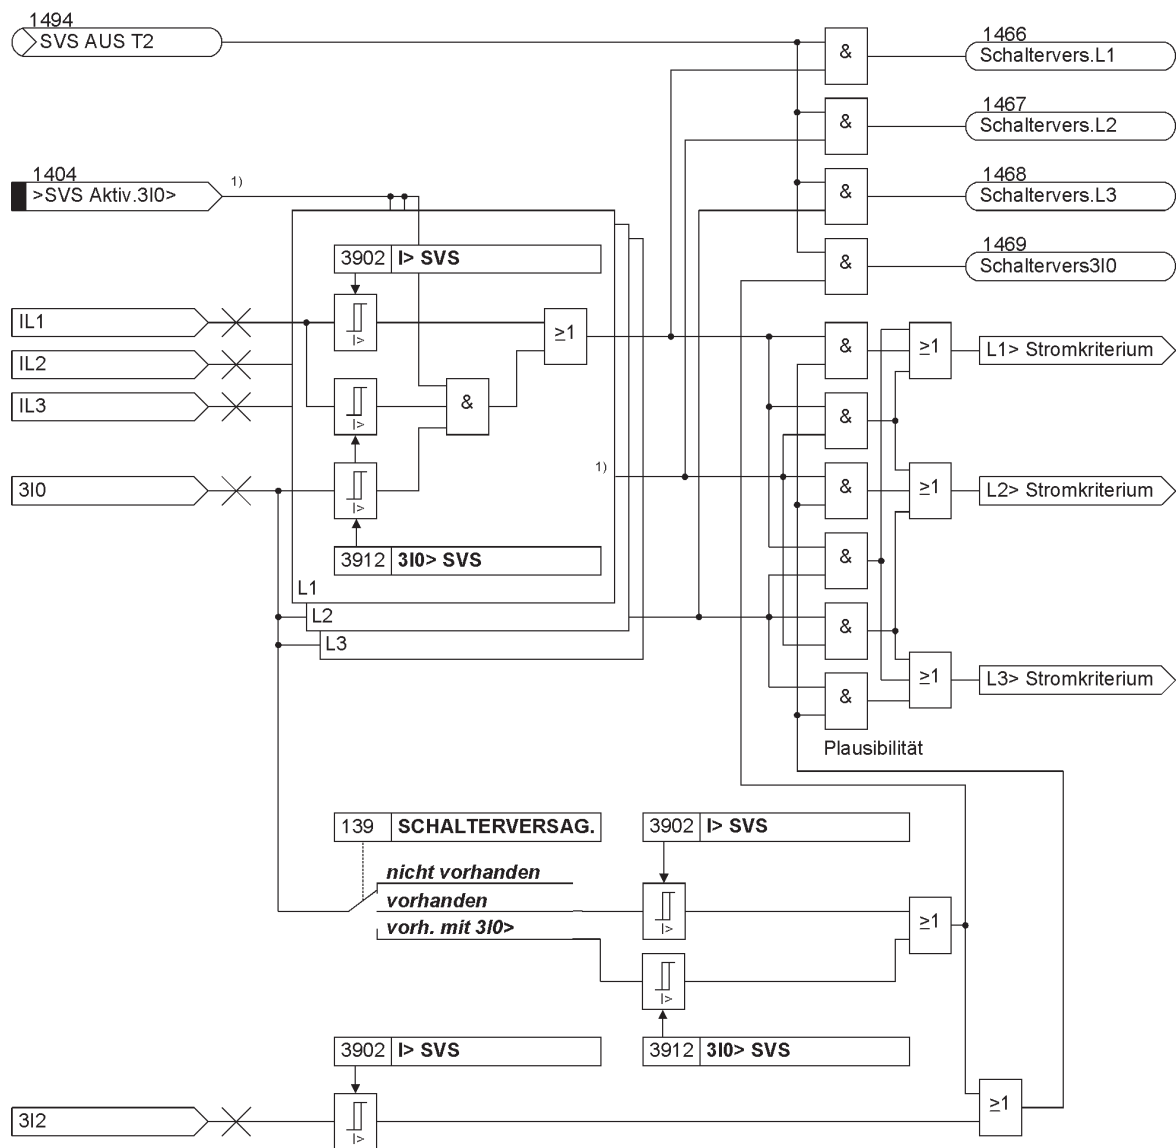 1494
SVS AUS T2
&
1466
Schaltervers.L1
&
1467
Schaltervers.L2
1404
>SVS Aktiv.3I0>
1)
&
1468
Schaltervers.L3
&
1469
Schaltervers3I0
3902 I> SVS
IL1
I>
≥1
&
≥1
L1> Stromkriterium
IL2
IL3
I>
&
&
3I0
I>
1)
&
≥1
L2> Stromkriterium
3912 3I0> SVS
&
L1
L2
&
L3
&
≥1
L3> Stromkriterium
Plausibilität
139 SCHALTERVERSAG.
3902 I> SVS
nicht vorhanden
vorhanden
vorh. mit 3I0>
I>
≥1
I>
3902 I> SVS
3912 3I0> SVS
3I2
I>
≥1